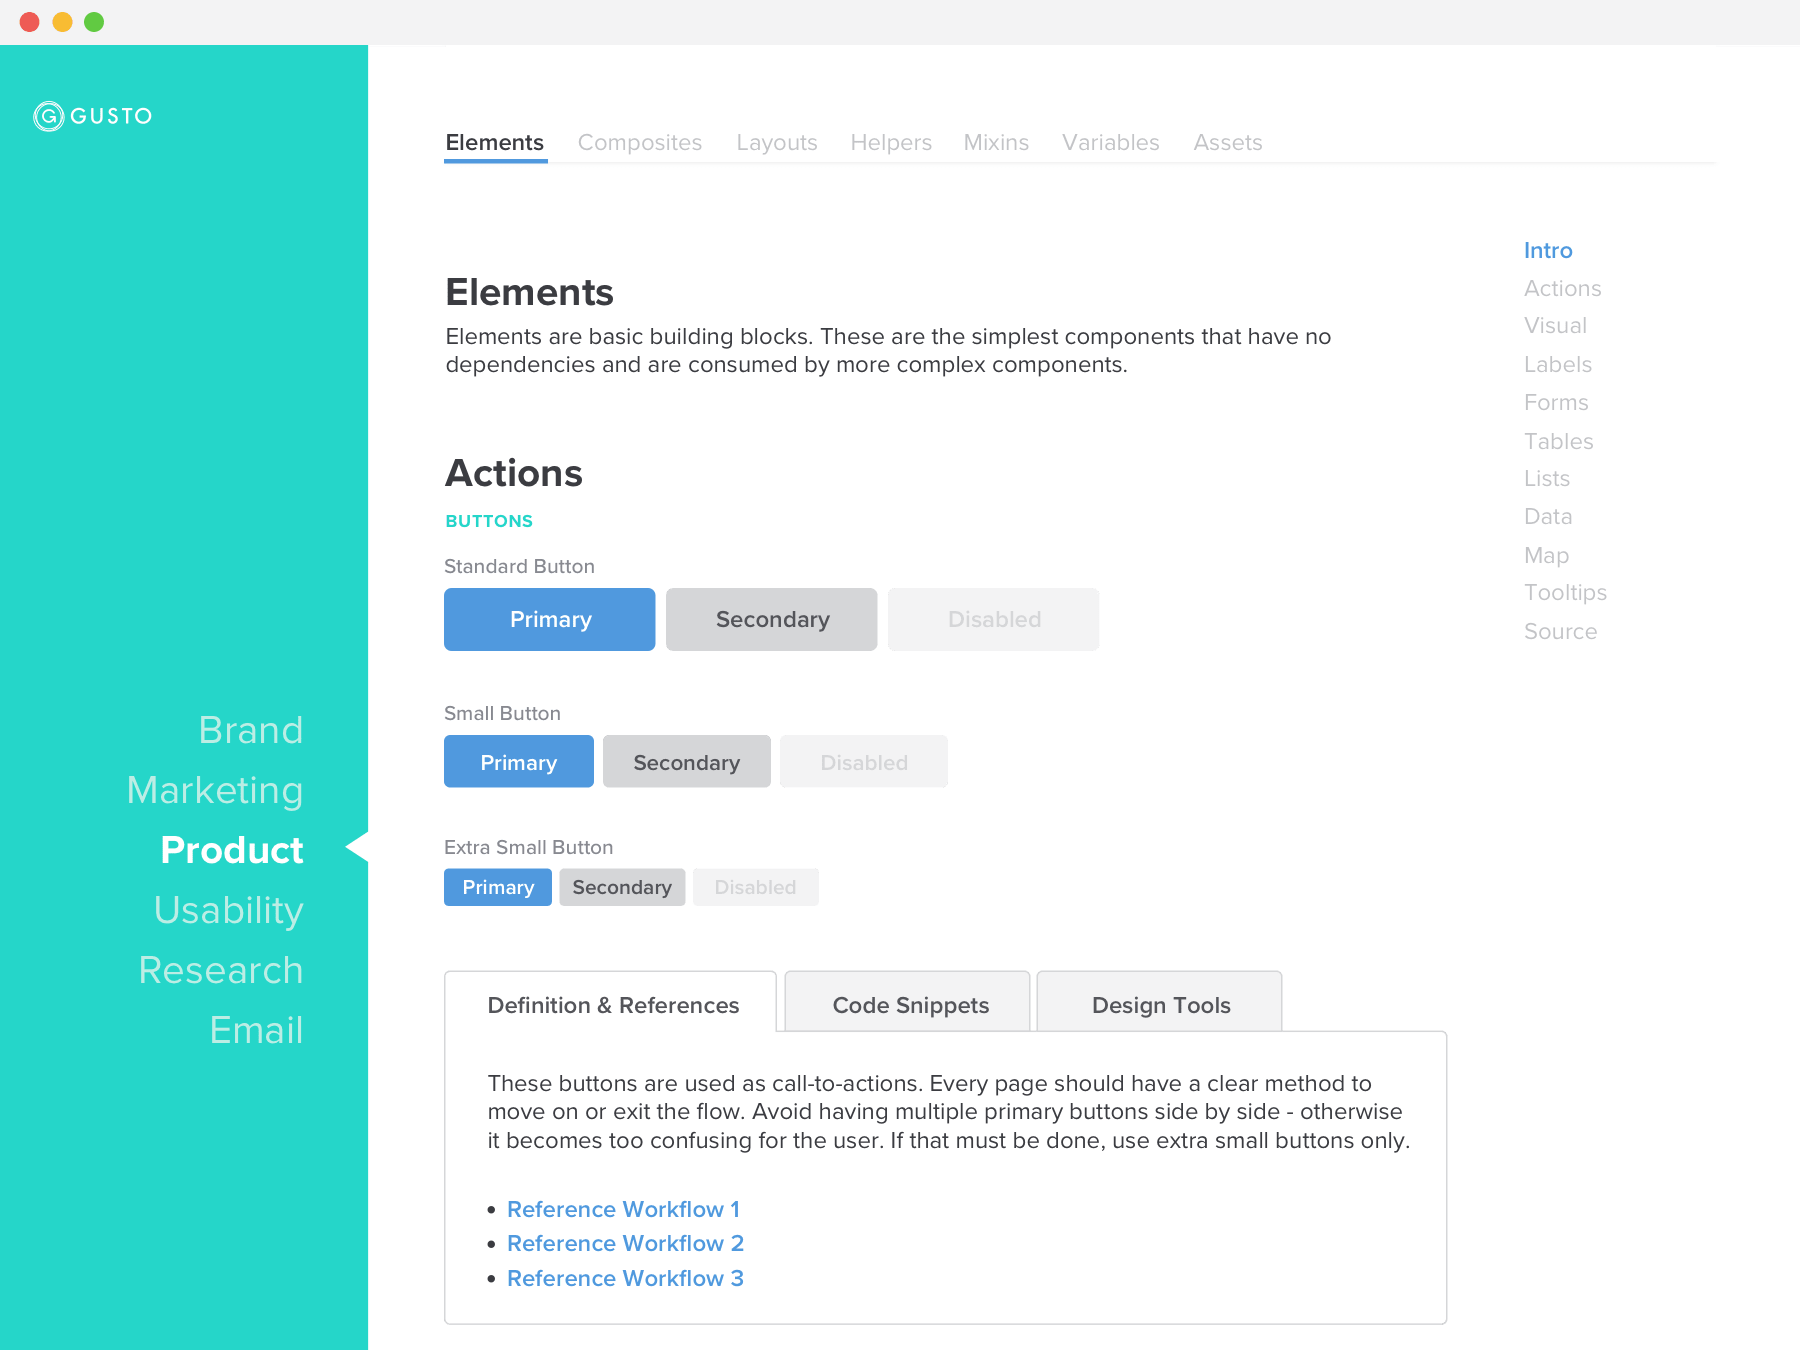 GUSTO
Brand
Marketing
Product
Usability
Research
Email
Elements Composites Layouts Helpers Mixins Variables Assets
Elements
Elements are basic building blocks. These are the simplest components that have no
dependencies and are consumed by more complex components.
Actions
BUTTONS
Standard Button
Primary Secondary Disabled
Small Button
Primary Secondary Disabled
Extra Small Button
Primary Secondary Disabled
Definition & References Code Snippets Design Tools
These buttons are used as call-to-actions. Every page should have a clear method to
move on or exit the flow. Avoid having multiple primary buttons side by side - otherwise
it becomes too confusing for the user. If that must be done, use extra small buttons only.
• Reference Workflow 1
• Reference Workflow 2
• Reference Workflow 3
Intro
Actions
Visual
Labels
Forms
Tables
Lists
Data
Map
Tooltips
Source